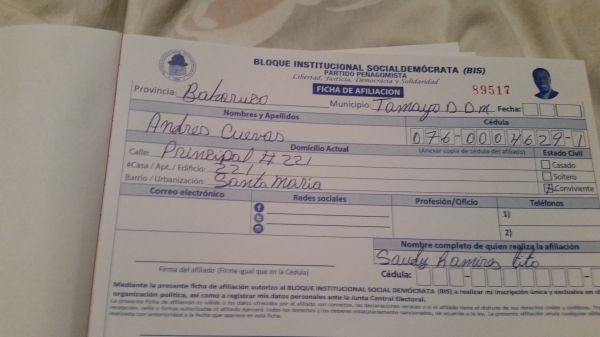 BLOQUE INSTITUCIONAL SOCIALDEMÓCRATA (BIS)
PARTIDO PEÑAGOMISTA
Libertad, Justicia, Democracia y Solidaridad
FICHA DE AFILIACION 89517
Provincia: Bahoruco Municipio: Tamayo D.D.M Fecha:
Nombres y Apellidos Cédula
Andres Cuevas 076-0004629-1
Domicilio Actual (Anexar copia de cédula del afiliado) Estado Civil
Calle: Principal # 221 Casado
#Casa / Apt. / Edificio: 221 Soltero
Barrio / Urbanización: Santa Maria Conviviente
Correo electrónico Redes sociales Profesión/Oficio Teléfonos
1)
2)
Nombre completo de quien realiza la afiliación
Ramires
Firma del afiliado (Firme igual que en la Cédula) Cédula:
Mediante la presente ficha de afiliación autorizo al BLOQUE INSTITUCIONAL SOCIAL DEMÓCRATA (BIS) a realizar mi inscripción única y exclusiva en
organización política, así como a registrar mis datos personales ante la Junta Central Electoral.